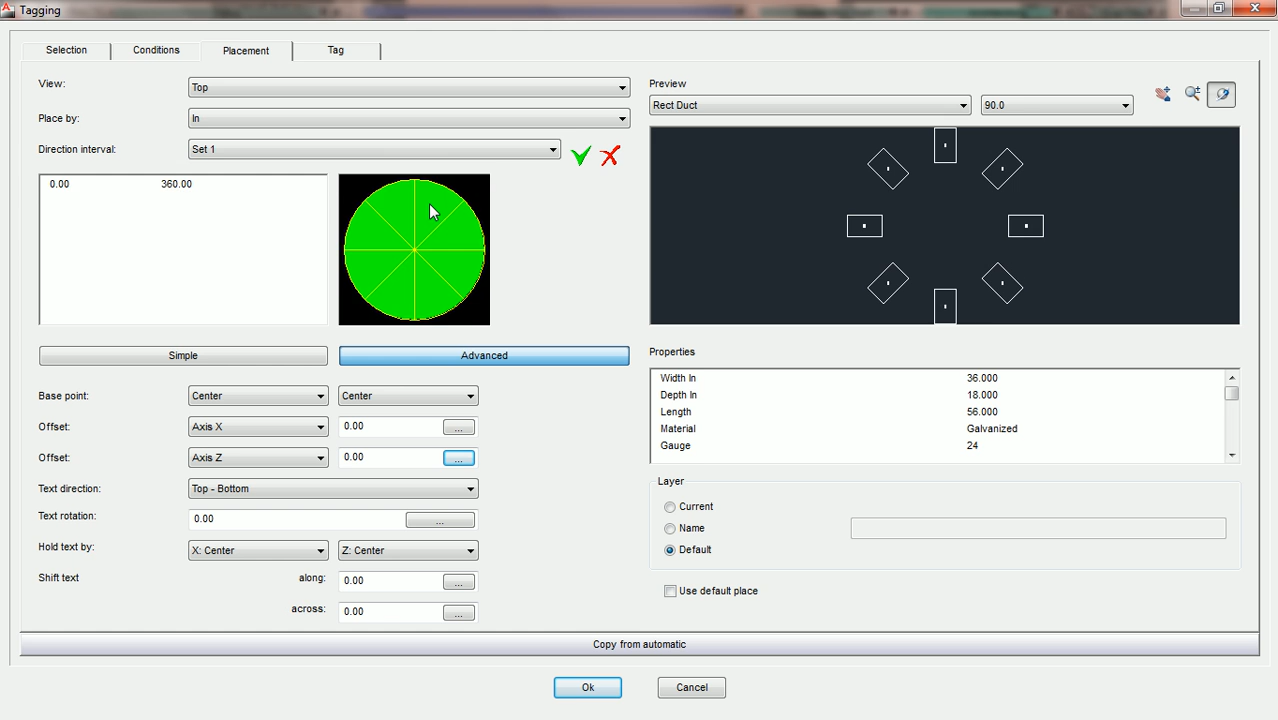 Tagging
Selection
Conditions
Placement
Tag
View:
Top
Place by:
In
Direction interval:
Set 1
0.00 360.00
Simple
Advanced
Base point:
Center
Center
Offset:
Axis X
0.00
...
Offset:
Axis Z
0.00
...
Text direction:
Top - Bottom
Text rotation:
0.00
...
Hold text by:
X: Center
Z: Center
Shift text
along:
0.00
...
across:
0.00
...
Preview
Rect Duct
90.0
Properties
Width In 36.000
Depth In 18.000
Length 56.000
Material Galvanized
Gauge 24
Layer
Current
Name
Default
Use default place
Copy from automatic
Ok
Cancel